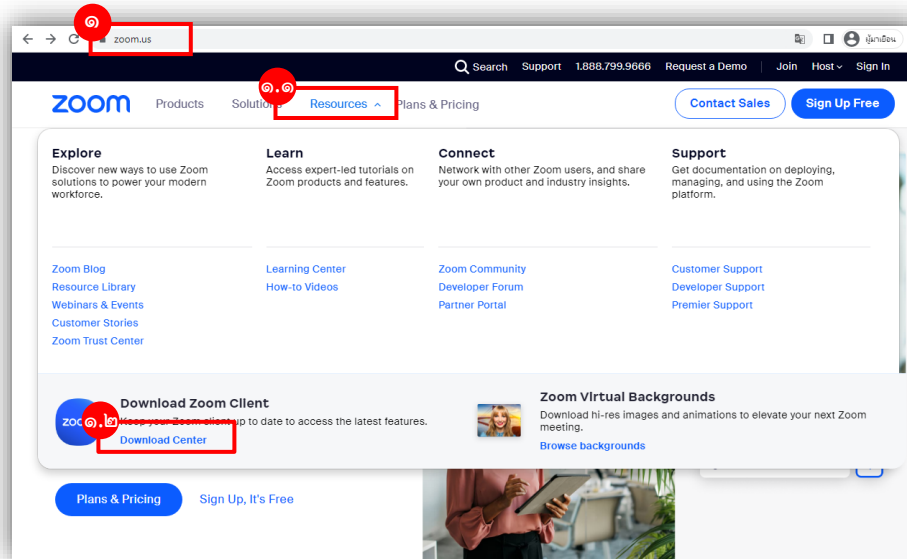 ๑
zoom.us
ผู้มาเยือน
Search Support 1.888.799.9666 Request a Demo Join Host Sign In
๑.๑
zoom Products Solutions Resources Plans & Pricing Contact Sales Sign Up Free
Explore
Discover new ways to use Zoom
solutions to power your modern
workforce.
Learn
Access expert-led tutorials on
Zoom products and features.
Connect
Network with other Zoom users, and share
your own product and industry insights.
Support
Get documentation on deploying,
managing, and using the Zoom
platform.
Zoom Blog
Resource Library
Webinars & Events
Customer Stories
Zoom Trust Center
Learning Center
How-to Videos
Zoom Community
Developer Forum
Partner Portal
Customer Support
Developer Support
Premier Support
zoom
๑.๒
Download Zoom Client
Keep your Zoom client up to date to access the latest features.
Download Center
Zoom Virtual Backgrounds
Download hi-res images and animations to elevate your next Zoom
meeting.
Browse backgrounds
Plans & Pricing
Sign Up, It's Free